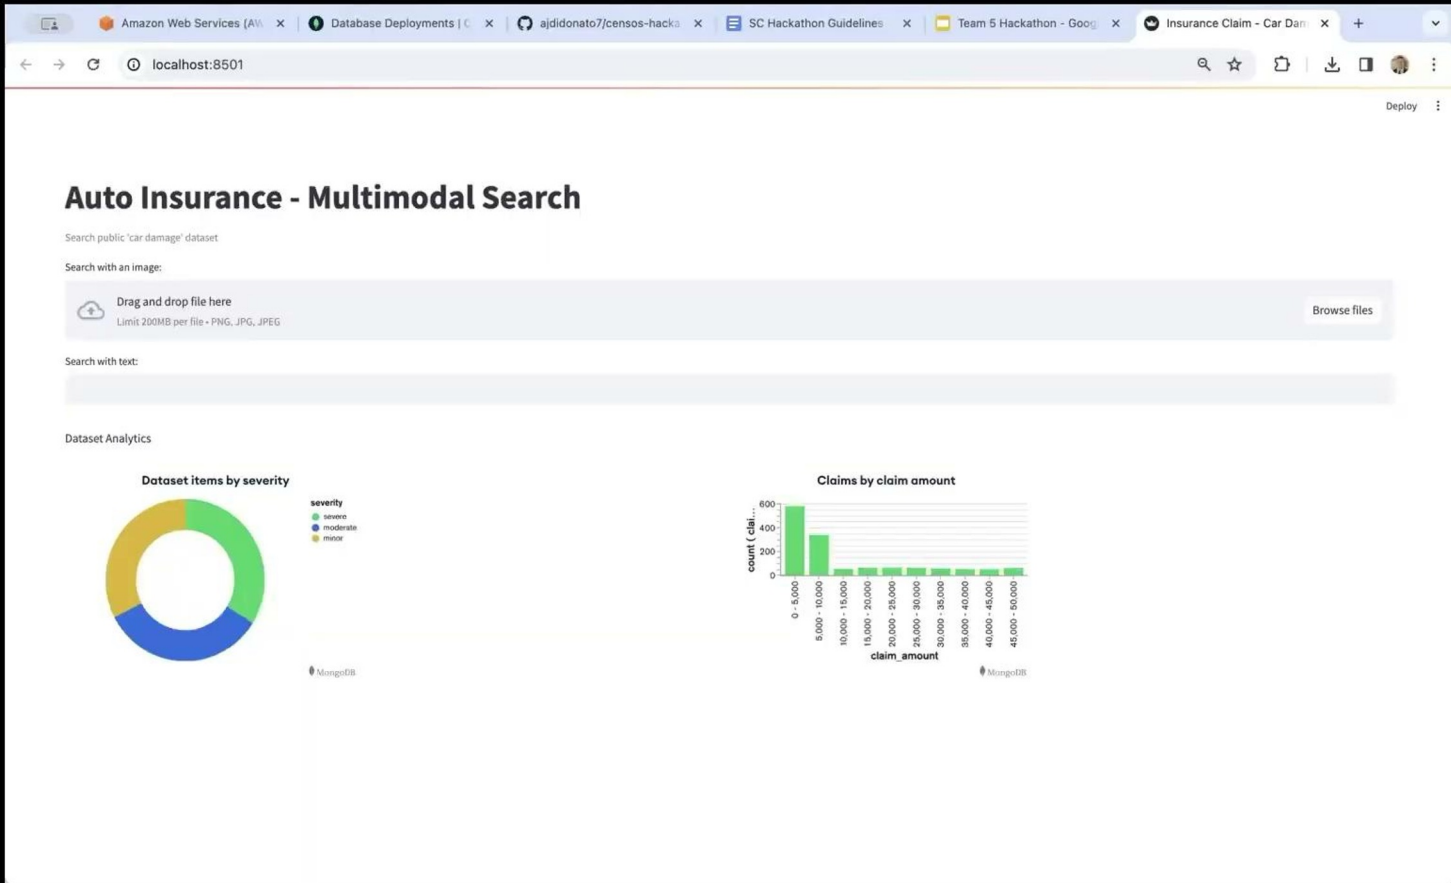 Amazon Web Services (AW
Database Deployments | C
ajdidonato7/censos-hacka
SC Hackathon Guidelines
Team 5 Hackathon - Goog
Insurance Claim - Car Dam
localhost:8501
Deploy
Auto Insurance - Multimodal Search
Search public 'car damage' dataset
Search with an image:
Drag and drop file here
Limit 200MB per file • PNG, JPG, JPEG
Browse files
Search with text:
Dataset Analytics
Dataset items by severity
severity
severe
moderate
minor
MongoDB
Claims by claim amount
count ( clai...
600
400
200
0
0 - 5,000
5,000 - 10,000
10,000 - 15,000
15,000 - 20,000
20,000 - 25,000
25,000 - 30,000
30,000 - 35,000
35,000 - 40,000
40,000 - 45,000
45,000 - 50,000
claim_amount
MongoDB